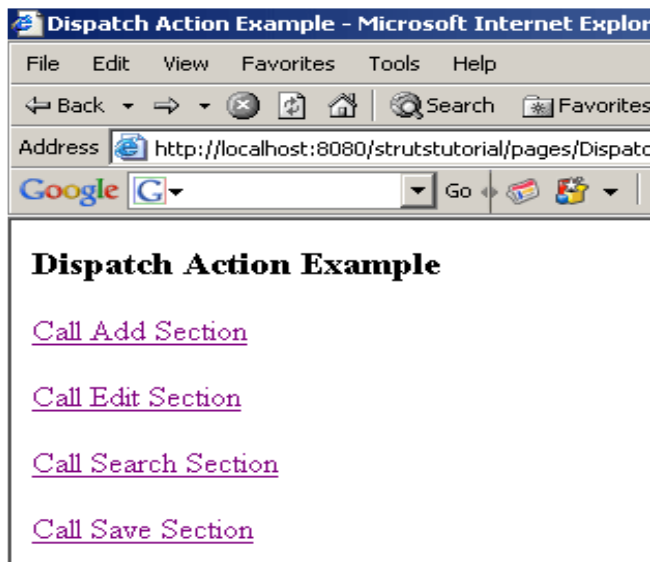 Dispatch Action Example - Microsoft Internet Explor
File Edit View Favorites Tools Help
Back Search Favorites
Address http://localhost:8080/strutstutorial/pages/Dispatc
Google G Go
Dispatch Action Example
Call Add Section
Call Edit Section
Call Search Section
Call Save Section